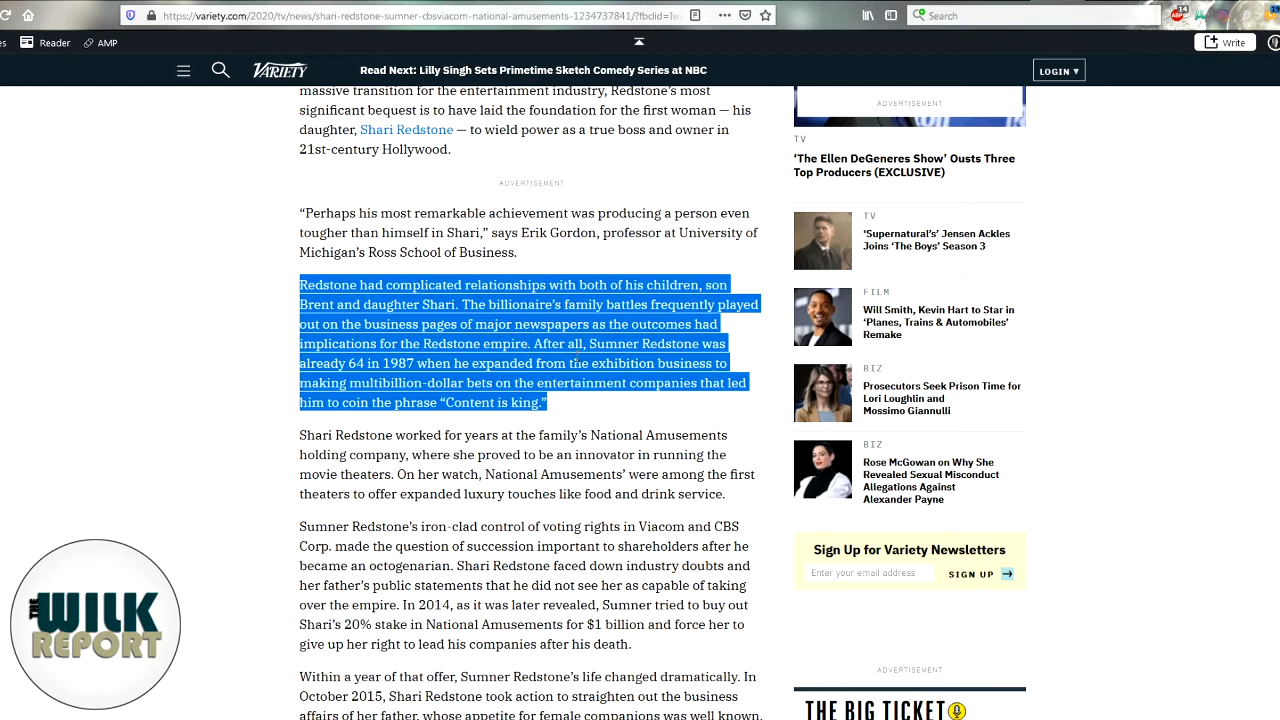 https://variety.com/2020/tv/news/shari-redstone-sumner-cbsviacom-national-amusements-1234737841/?fbclid=Iw
Search
14
Reader
AMP
Write
VARIETY
Read Next: Lilly Singh Sets Primetime Sketch Comedy Series at NBC
LOGIN ▾
massive transition for the entertainment industry, Redstone’s most
significant bequest is to have laid the foundation for the first woman — his
daughter, Shari Redstone — to wield power as a true boss and owner in
21st-century Hollywood.
ADVERTISEMENT
“Perhaps his most remarkable achievement was producing a person even
tougher than himself in Shari,” says Erik Gordon, professor at University of
Michigan’s Ross School of Business.
Redstone had complicated relationships with both of his children, son
Brent and daughter Shari. The billionaire’s family battles frequently played
out on the business pages of major newspapers as the outcomes had
implications for the Redstone empire. After all, Sumner Redstone was
already 64 in 1987 when he expanded from the exhibition business to
making multibillion-dollar bets on the entertainment companies that led
him to coin the phrase “Content is king.”
Shari Redstone worked for years at the family’s National Amusements
holding company, where she proved to be an innovator in running the
movie theaters. On her watch, National Amusements’ were among the first
theaters to offer expanded luxury touches like food and drink service.
Sumner Redstone’s iron-clad control of voting rights in Viacom and CBS
Corp. made the question of succession important to shareholders after he
became an octogenarian. Shari Redstone faced down industry doubts and
her father’s public statements that he did not see her as capable of taking
over the empire. In 2014, as it was later revealed, Sumner tried to buy out
Shari’s 20% stake in National Amusements for $1 billion and force her to
give up her right to lead his companies after his death.
Within a year of that offer, Sumner Redstone’s life changed dramatically. In
October 2015, Shari Redstone took action to straighten out the business
affairs of her father, whose appetite for female companions was well known.
ADVERTISEMENT
TV
‘The Ellen DeGeneres Show’ Ousts Three
Top Producers (EXCLUSIVE)
TV
‘Supernatural’s’ Jensen Ackles
Joins ‘The Boys’ Season 3
FILM
Will Smith, Kevin Hart to Star in
‘Planes, Trains & Automobiles’
Remake
BIZ
Prosecutors Seek Prison Time for
Lori Loughlin and
Mossimo Giannulli
BIZ
Rose McGowan on Why She
Revealed Sexual Misconduct
Allegations Against
Alexander Payne
Sign Up for Variety Newsletters
Enter your email address
SIGN UP
ADVERTISEMENT
THE BIG TICKET
THE
WILK
REPORT